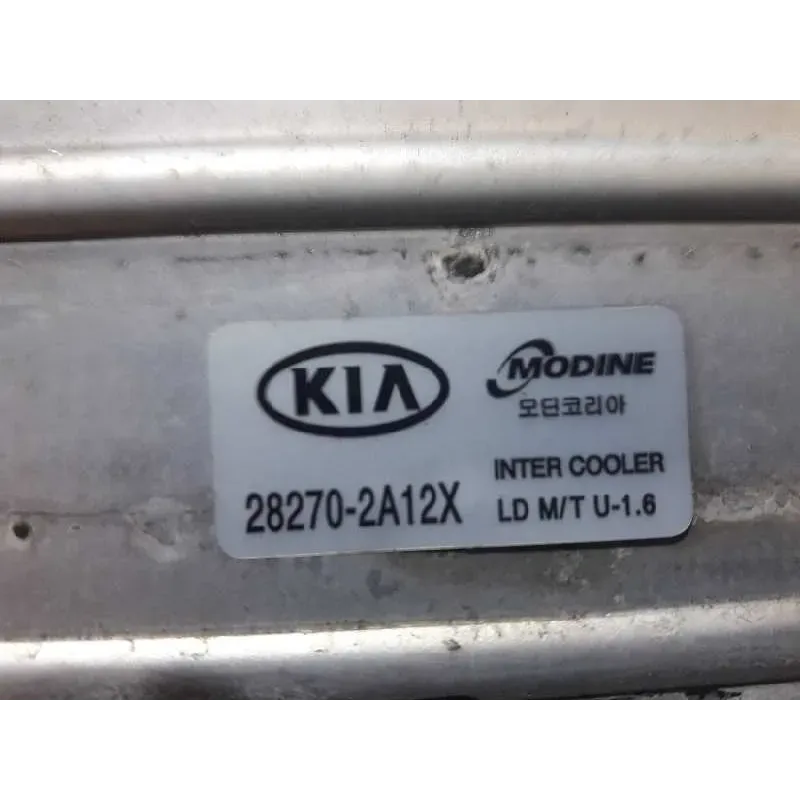 KIA
MODINE
모딘코리아
28270-2A12X
INTER COOLER
LD M/T U-1.6